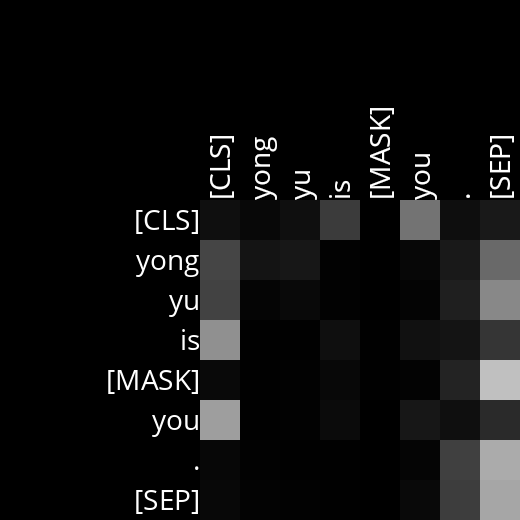 [CLS] yong yu is [MASK] you . [SEP]
[CLS]
yong
yu
is
[MASK]
you
.
[SEP]